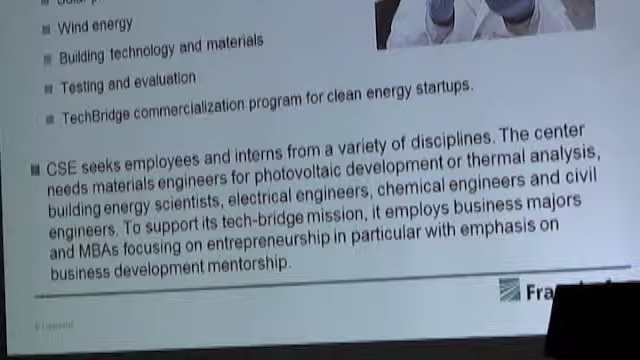 Wind energy
Building technology and materials
Testing and evaluation
TechBridge commercialization program for clean energy startups.
CSE seeks employees and interns from a variety of disciplines. The center
needs materials engineers for photovoltaic development or thermal analysis,
building energy scientists, electrical engineers, chemical engineers and civil
engineers. To support its tech-bridge mission, it employs business majors
and MBAs focusing on entrepreneurship in particular with emphasis on
business development mentorship.
Fra